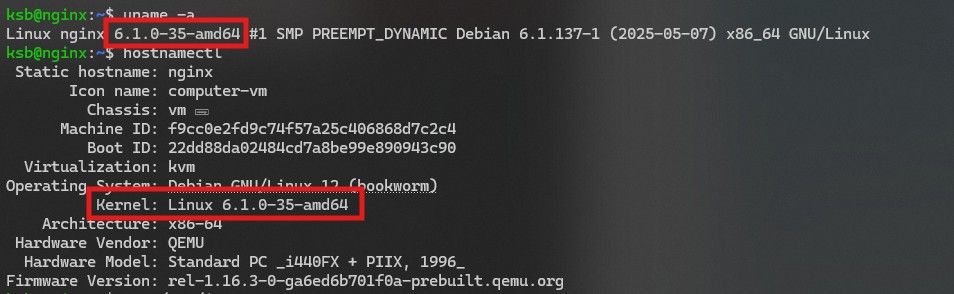 ksb@nginx:~$ uname -a
Linux nginx 6.1.0-35-amd64 #1 SMP PREEMPT_DYNAMIC Debian 6.1.137-1 (2025-05-07) x86_64 GNU/Linux
ksb@nginx:~$ hostnamectl
Static hostname: nginx
Icon name: computer-vm
Chassis: vm
Machine ID: f9cc0e2fd9c74f57a25c406868d7c2c4
Boot ID: 22dd88da02484cd7a8be99e890943c90
Virtualization: kvm
Operating System: Debian GNU/Linux 12 (bookworm)
Kernel: Linux 6.1.0-35-amd64
Architecture: x86-64
Hardware Vendor: QEMU
Hardware Model: Standard PC _i440FX + PIIX, 1996_
Firmware Version: rel-1.16.3-0-ga6ed6b701f0a-prebuilt.qemu.org